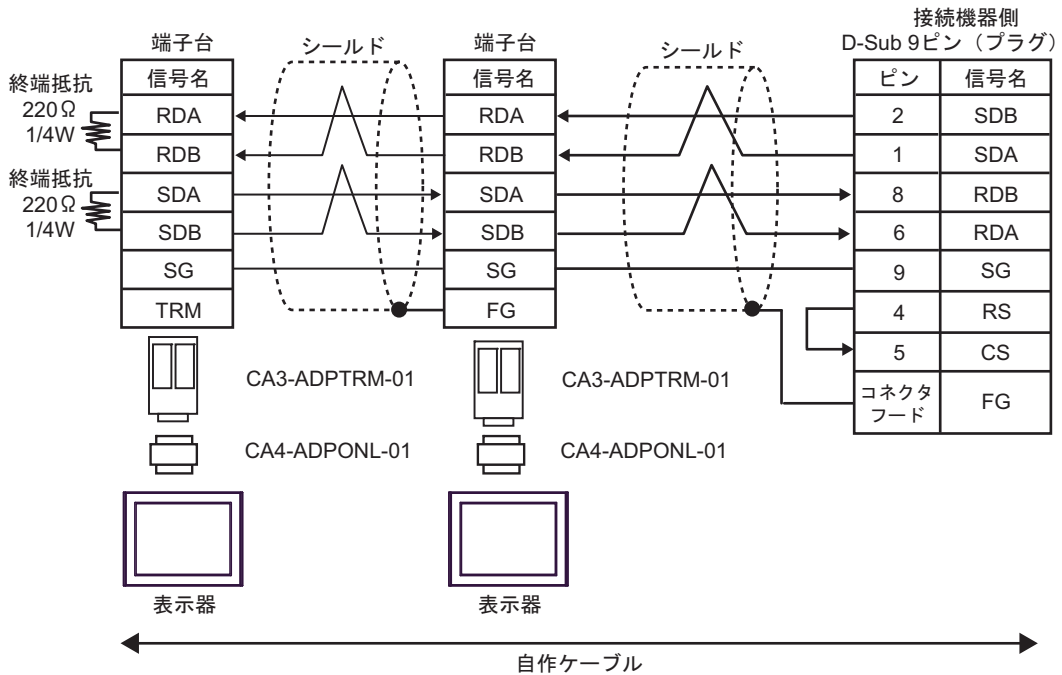 接続機器側
D-Sub 9ピン（プラグ）
端子台
シールド
端子台
シールド
信号名
信号名
ピン
信号名
終端抵抗
220Ω
1/4W
RDA
RDA
2
SDB
RDB
RDB
1
SDA
終端抵抗
220Ω
1/4W
SDA
SDA
8
RDB
SDB
SDB
6
RDA
SG
SG
9
SG
TRM
FG
4
RS
5
CS
コネクタ
フード
FG
CA3-ADPTRM-01
CA3-ADPTRM-01
CA4-ADPONL-01
CA4-ADPONL-01
表示器
表示器
自作ケーブル